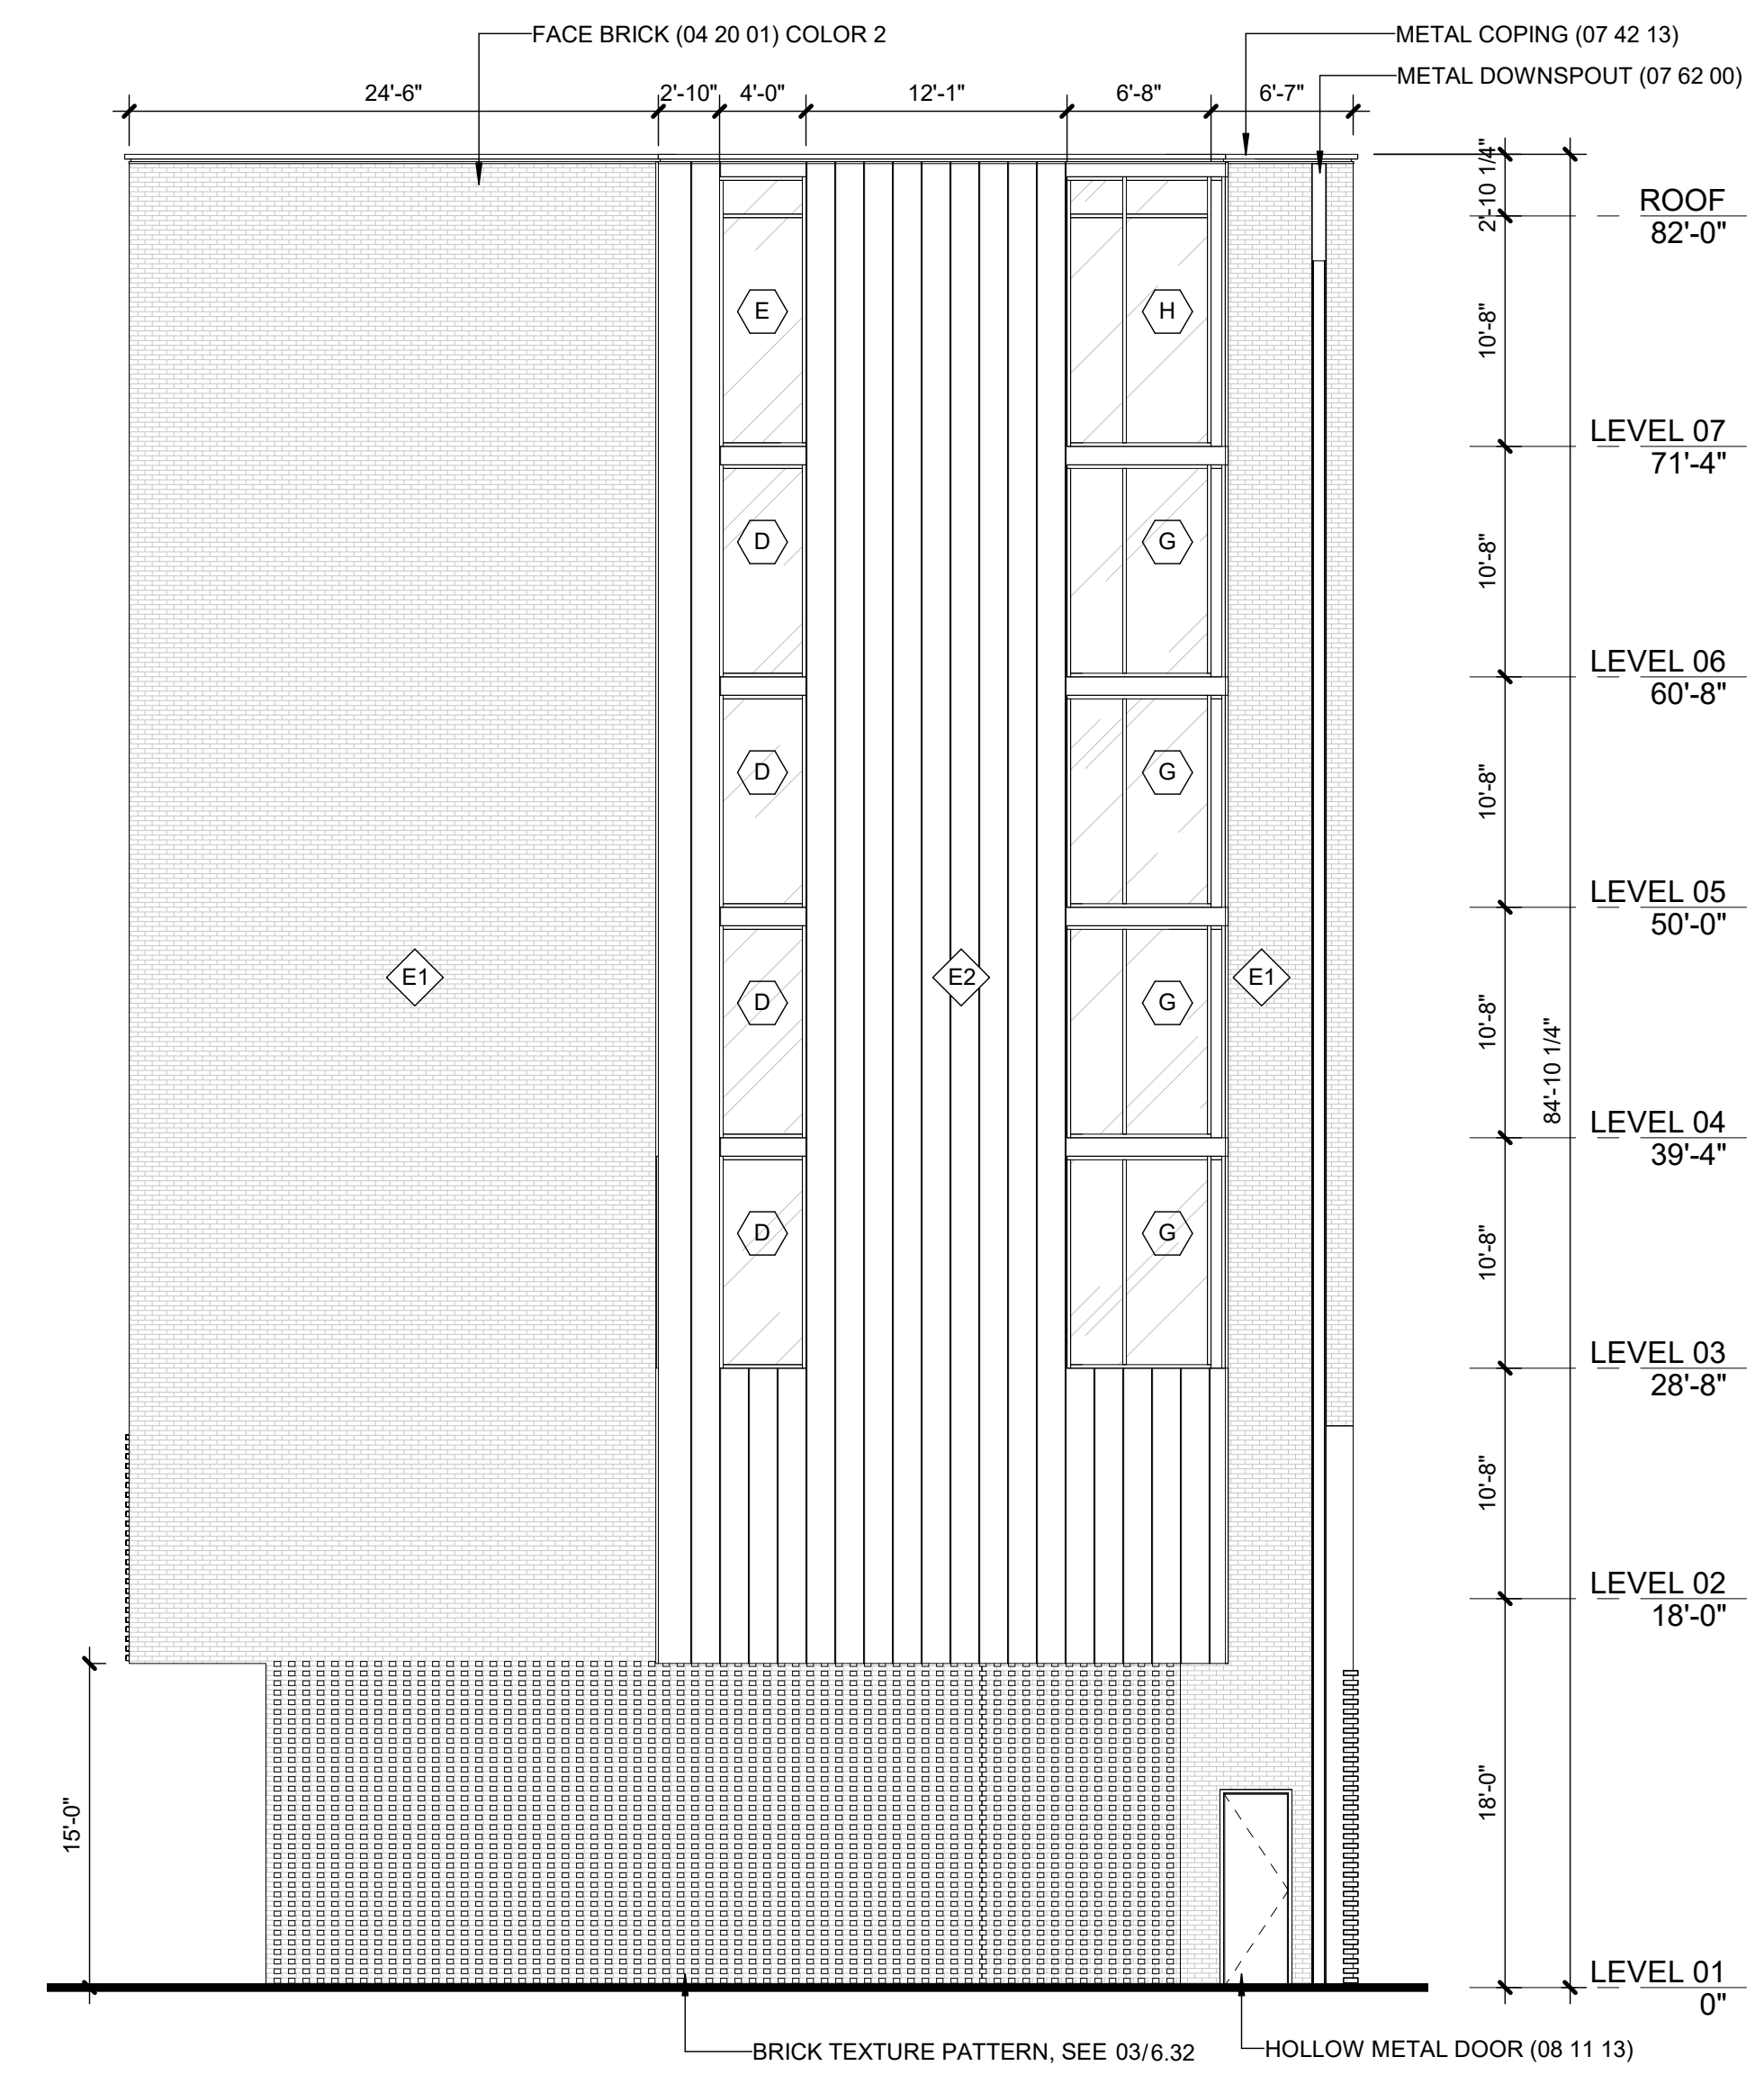 FACE BRICK (04 20 01) COLOR 2
METAL COPING (07 42 13)
METAL DOWNSPOUT (07 62 00)
24'-6"
2'-10"
4'-0"
12'-1"
6'-8"
6'-7"
2'-10 1/4"
ROOF
82'-0"
E
H
10'-8"
LEVEL 07
71'-4"
D
G
10'-8"
LEVEL 06
60'-8"
D
G
10'-8"
LEVEL 05
50'-0"
E1
E2
E1
D
G
10'-8"
84'-10 1/4"
LEVEL 04
39'-4"
D
G
10'-8"
LEVEL 03
28'-8"
10'-8"
LEVEL 02
18'-0"
15'-0"
18'-0"
LEVEL 01
0"
BRICK TEXTURE PATTERN, SEE 03/6.32
HOLLOW METAL DOOR (08 11 13)